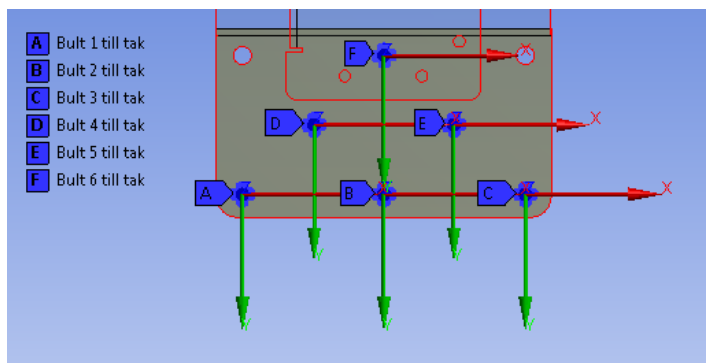 A Bult 1 till tak
B Bult 2 till tak
C Bult 3 till tak
D Bult 4 till tak
E Bult 5 till tak
F Bult 6 till tak
F X
D E X
Y
A B C X
Y Y
Y Y Y